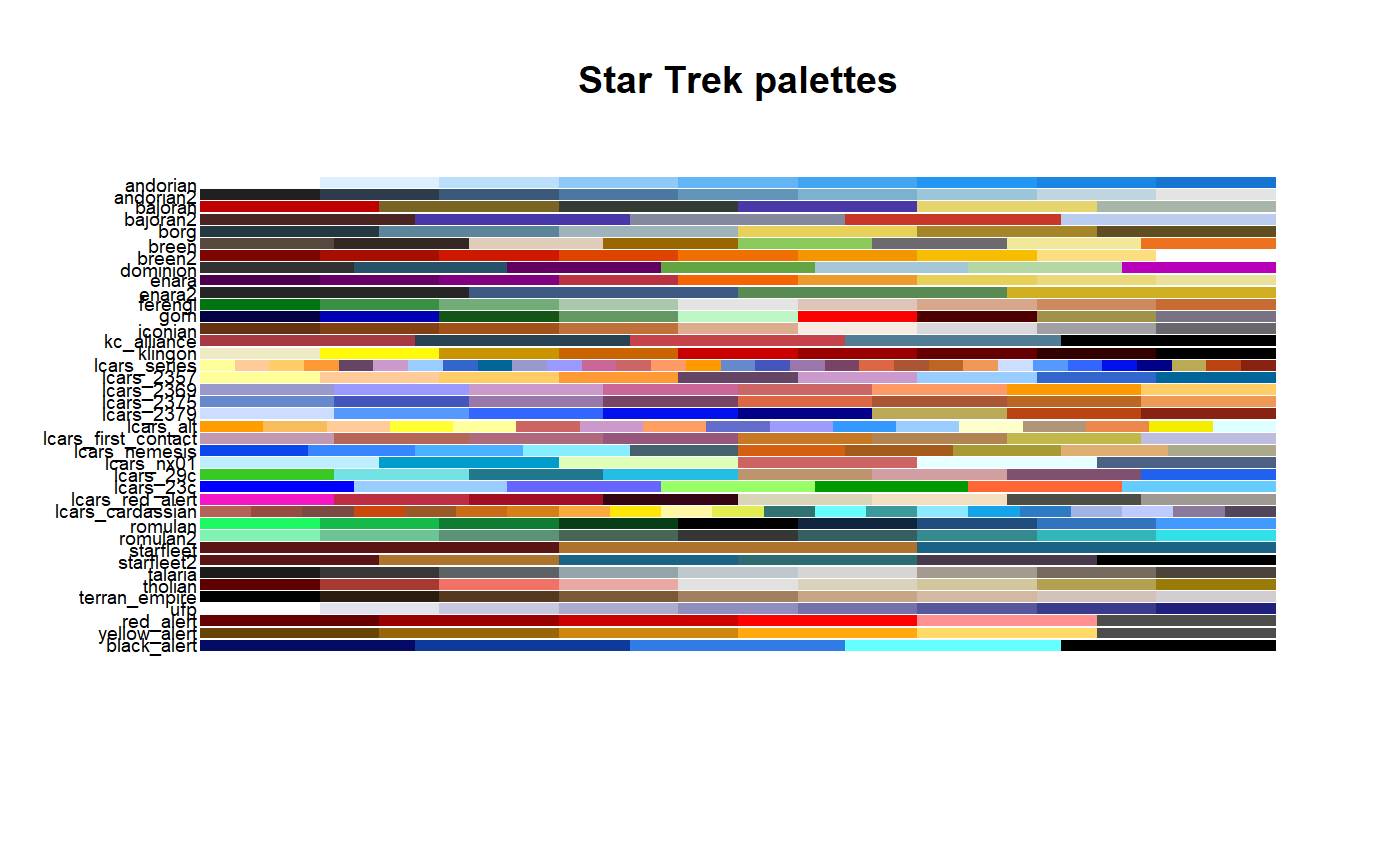 Star Trek palettes
andorian
andorian2
bajoran
bajoran2
borg
breen
breen2
dominion
enara
enara2
ferengi
gorn
iconian
kc_alliance
klingon
lcars_series
lcars_2357
lcars_2369
lcars_2375
lcars_2379
lcars_alt
lcars_first_contact
lcars_nemesis
lcars_nx01
lcars_29c
lcars_23c
lcars_red_alert
lcars_cardassian
romulan
romulan2
starfleet
starfleet2
talaria
tholian
terran_empire
ufp
red_alert
yellow_alert
black_alert